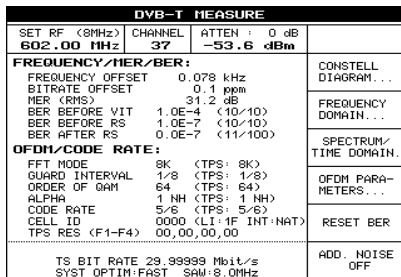 DVB-T MEASURE
SET RF (8MHz) CHANNEL ATTEN : 0 dB
602.00 MHz 37 -53.6 dBm
FREQUENCY/MER/BER:
FREQUENCY OFFSET 0.078 kHz
BITRATE OFFSET 0.1 ppm
MER (RMS) 31.2 dB
BER BEFORE VIT 1.0E-4 (10/10)
BER BEFORE RS 1.0E-7 (10/10)
BER AFTER RS 0.0E-7 (11/100)
OFDM/CODE RATE:
FFT MODE 8K (TPS: 8K)
GUARD INTERVAL 1/8 (TPS: 1/8)
ORDER OF QAM 64 (TPS: 64)
ALPHA 1 NH (TPS: 1 NH)
CODE RATE 5/6 (TPS: 5/6)
CELL ID 0000 (LI:1F INT:NAT)
TPS RES (F1-F4) 00,00,00,00
TS BIT RATE 29.99999 Mbit/s
SYST OPTIM:FAST SAW:8.0MHz
CONSTELL
DIAGRAM...
FREQUENCY
DOMAIN...
SPECTRUM/
TIME DOMAIN.
OFDM PARA-
METERS...
RESET BER
ADD. NOISE
OFF